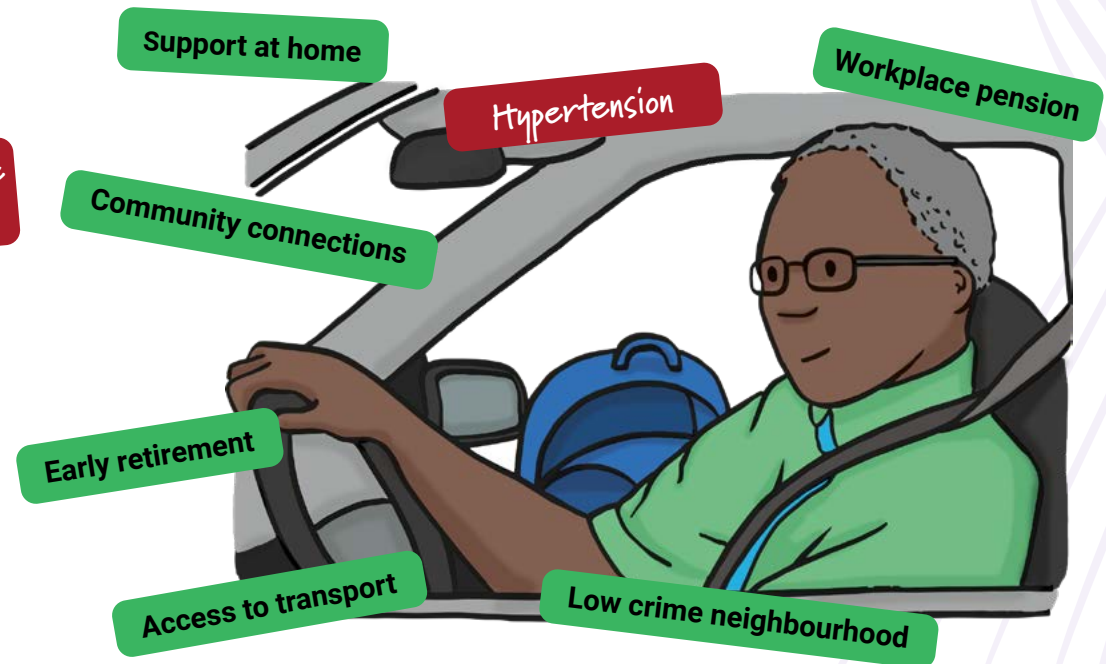 Support at home
Hypertension
Workplace pension
Community connections
Early retirement
Access to transport
Low crime neighbourhood